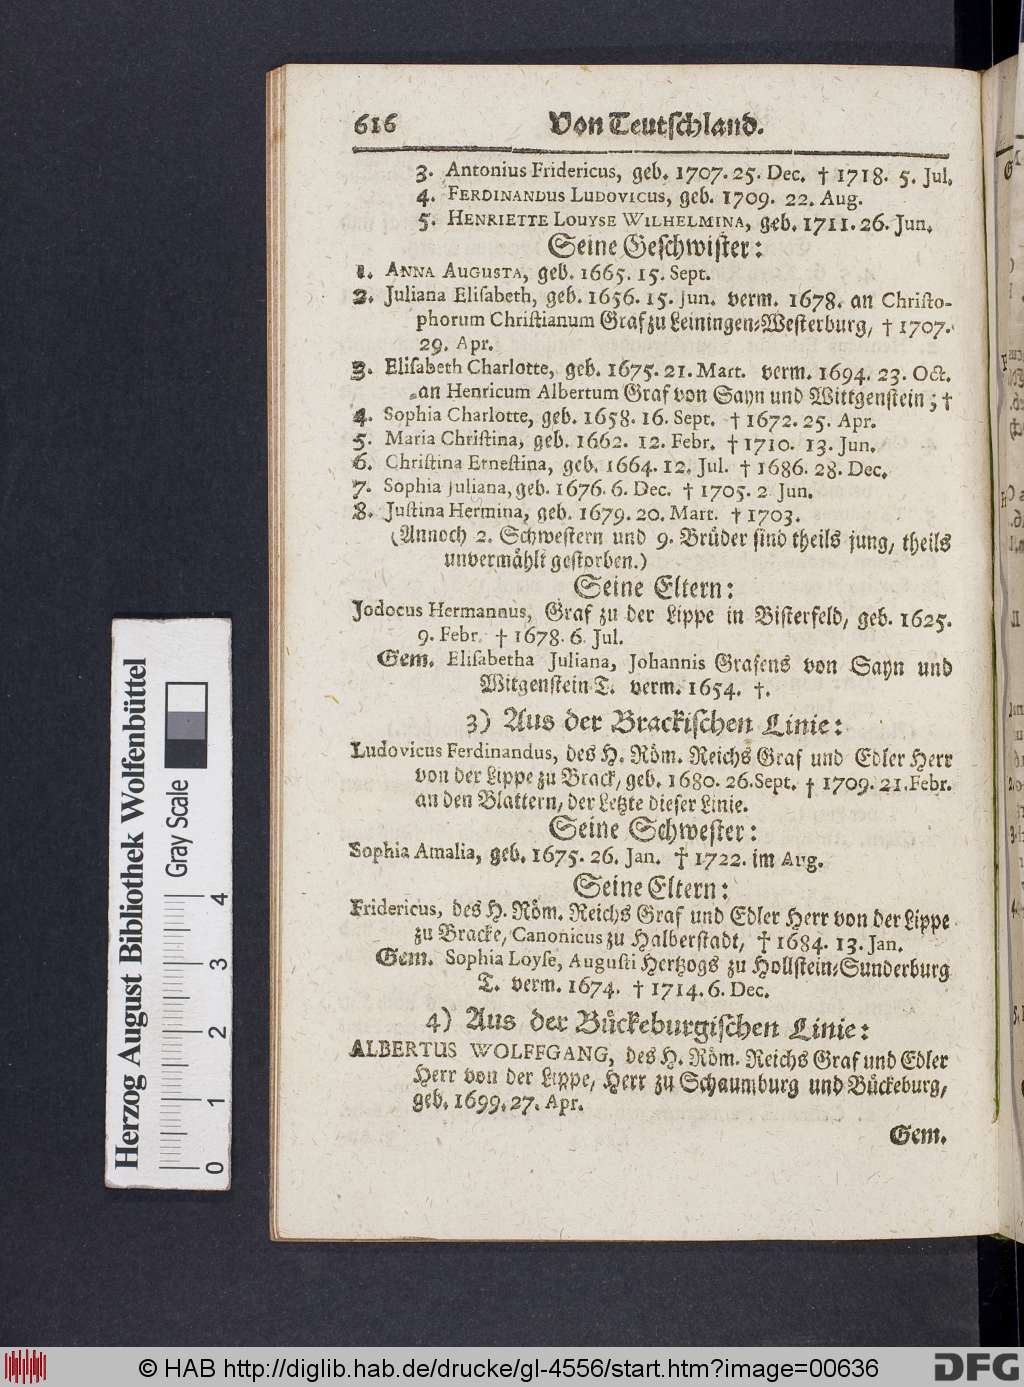 616 Von Teutschland.
3. Antonius Fridericus, geb. 1707. 25. Dec. † 1718. 5. Jul.
4. FERDINANDUS LUDOVICUS, geb. 1709. 22. Aug.
5. HENRIETTE LOUYSE WILHELMINA, geb. 1711. 26. Jun.
Seine Geschwister:
1. ANNA AUGUSTA, geb. 1665. 15. Sept.
2. Juliana Elisabeth, geb. 1656. 15. Jun. verm. 1678. an Christo-
phorum Christianum Graf zu Leiningen-Westerburg, † 1707.
29. Apr.
3. Elisabeth Charlotte, geb. 1675. 21. Mart. verm. 1694. 23. Oct.
an Henricum Albertum Graf von Sayn und Wittgenstein; †
4. Sophia Charlotte, geb. 1658. 16. Sept. † 1672. 25. Apr.
5. Maria Christina, geb. 1662. 12. Febr. † 1710. 13. Jun.
6. Christina Ernestina, geb. 1664. 12. Jul. † 1686. 28. Dec.
7. Sophia Juliana, geb. 1676. 6. Dec. † 1705. 2 Jun.
8. Justina Hermina, geb. 1679. 20. Mart. † 1703.
(Annoch 2. Schwestern und 9. Brüder sind theils jung, theils
unvermählt gestorben.)
Seine Eltern:
Jodocus Hermannus, Graf zu der Lippe in Bisterfeld, geb. 1625.
9. Febr. † 1678. 6. Jul.
Gem. Elisabetha Juliana, Johannis Grafens von Sayn und
Witgenstein T. verm. 1654. †.
3) Aus der Brackischen Linie:
Ludovicus Ferdinandus, des H. Röm. Reichs Graf und Edler Herr
von der Lippe zu Brack, geb. 1680. 26. Sept. † 1709. 21. Febr.
an den Blattern, der Letzte dieser Linie.
Seine Schwester:
Sophia Amalia, geb. 1675. 26. Jan. † 1722. im Aug.
Seine Eltern:
Fridericus, des H. Röm. Reichs Graf und Edler Herr von der Lippe
zu Bracke, Canonicus zu Halberstadt, † 1684. 13. Jan.
Gem. Sophia Loyse, Augusti Hertzogs zu Hollstein-Sunderburg
T. verm. 1674. † 1714. 6. Dec.
4) Aus der Bückeburgischen Linie:
ALBERTUS WOLFFGANG, des H. Röm. Reichs Graf und Edler
Herr von der Lippe, Herr zu Schaumburg und Bückeburg,
geb. 1699. 27. Apr.
Gem.
Herzog August Bibliothek Wolfenbüttel
Gray Scale
0 1 2 3 4
© HAB http://diglib.hab.de/drucke/gl-4556/start.htm?image=00636
DFG